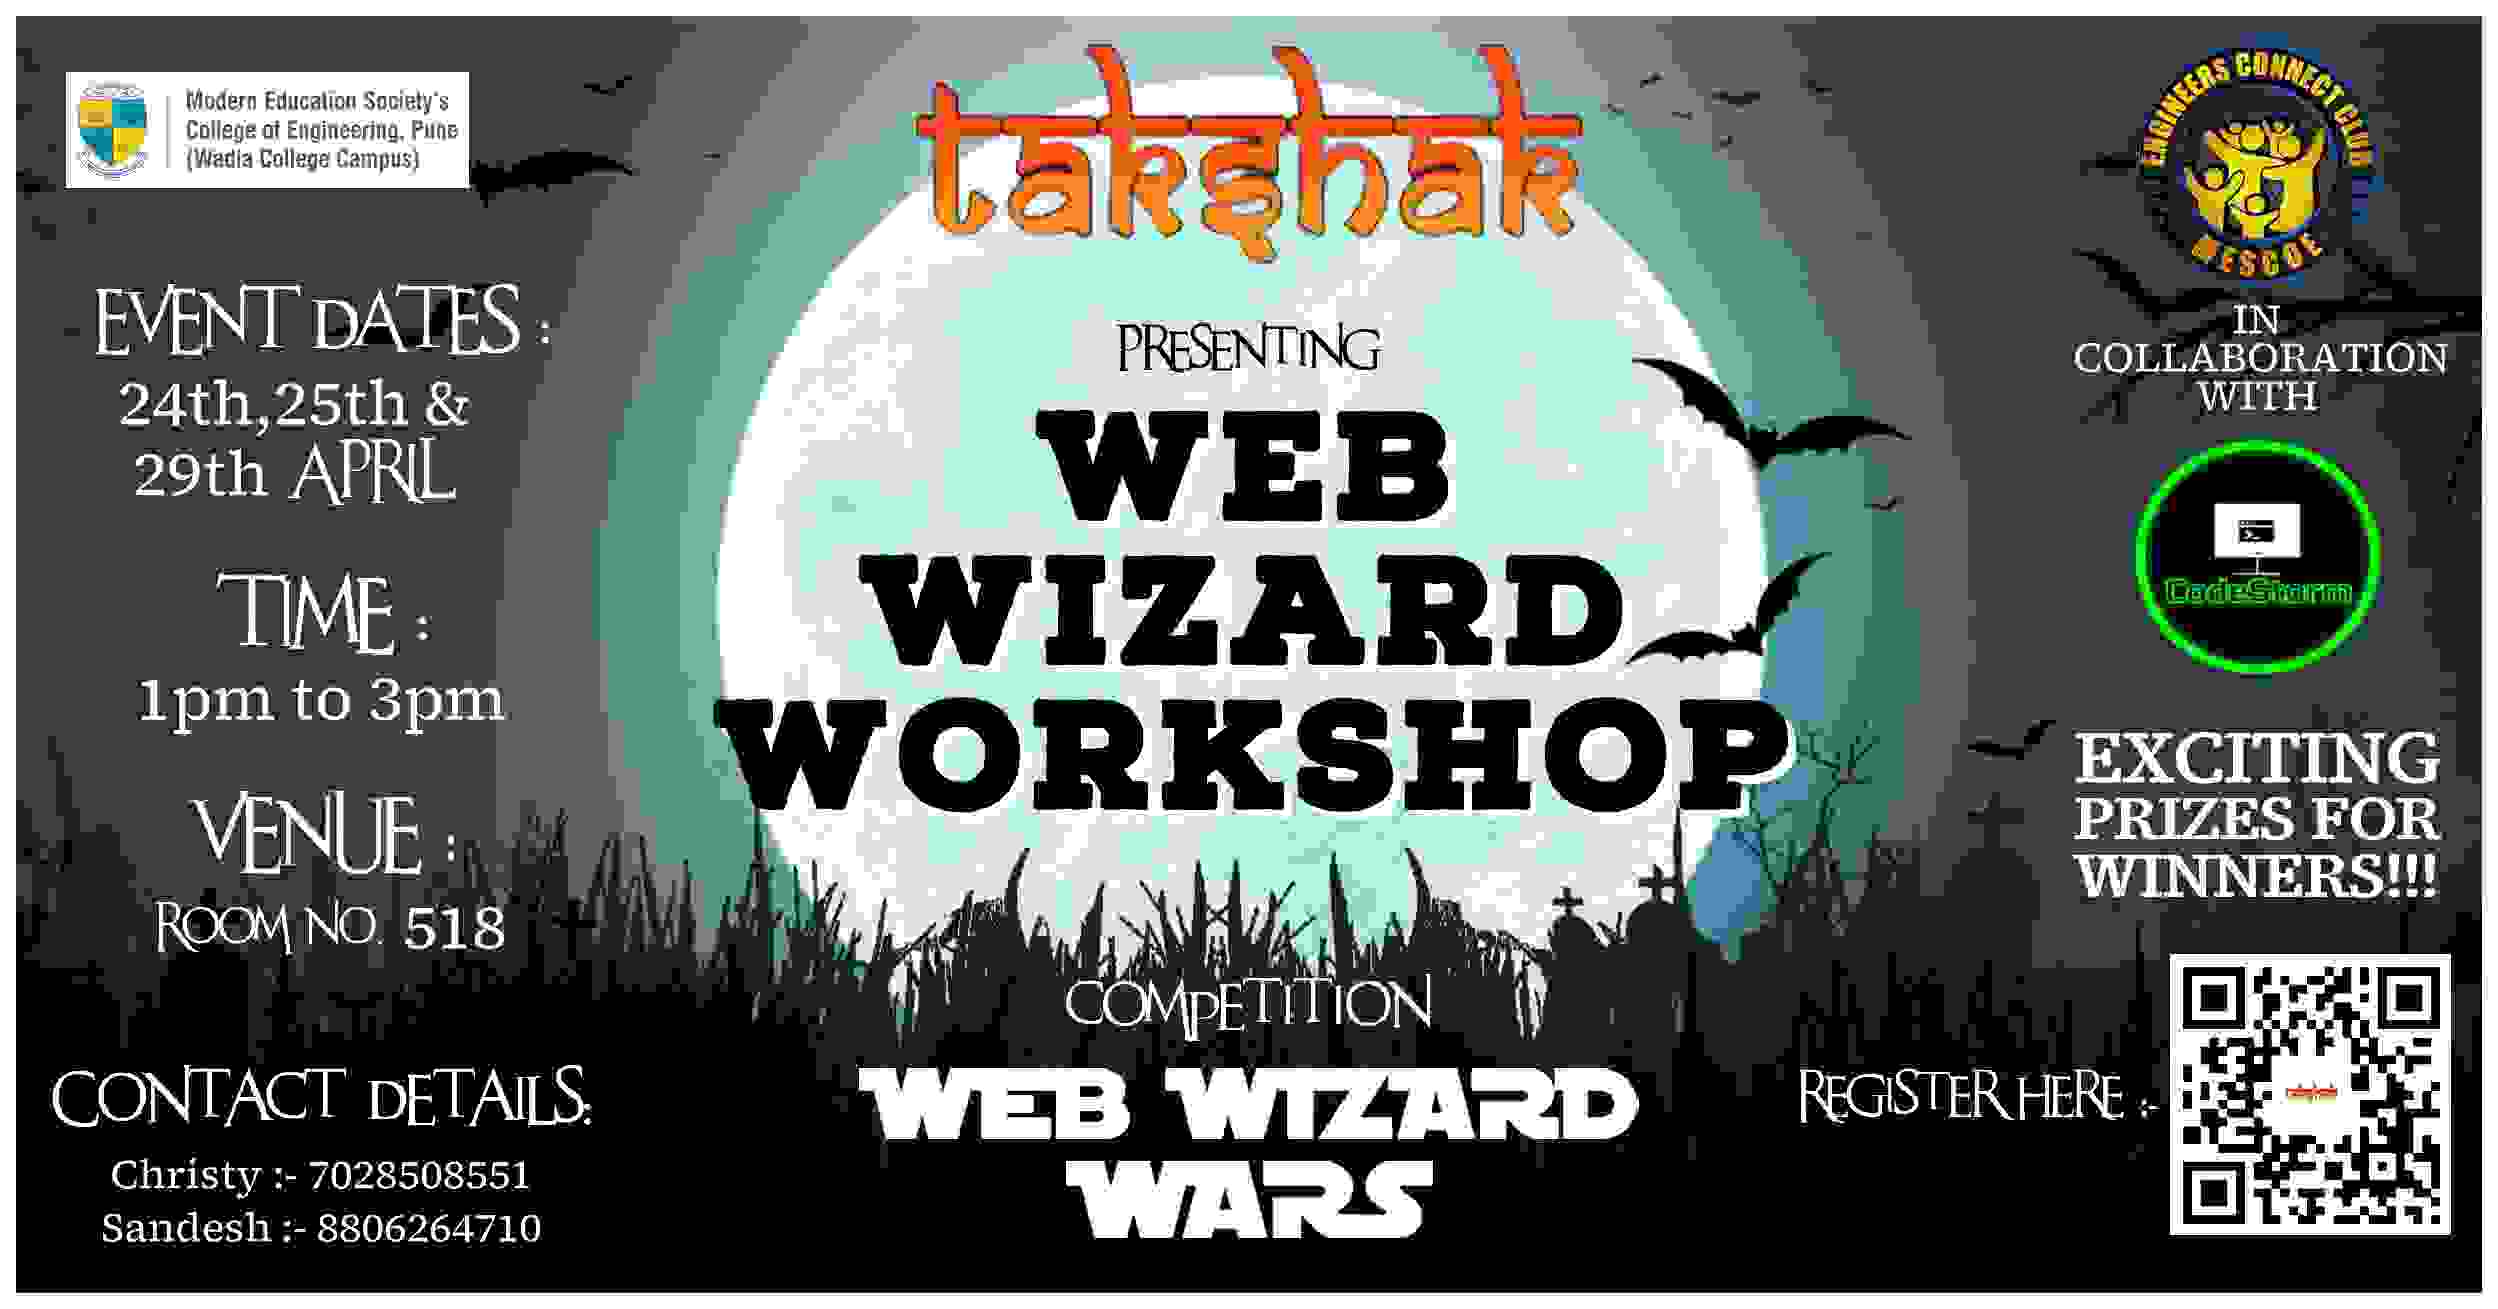 Modern Education Society's
College of Engineering, Pune
(Wadia College Campus)
takshak
ENGINEERS CONNECT CLUB
MESCOE
EVENT DATES :
24th,25th &
29th APRIL
TIME :
1pm to 3pm
VENUE :
ROOM NO. 518
CONTACT DETAILS:
Christy :- 7028508551
Sandesh :- 8806264710
PRESENTING
WEB
WIZARD
WORKSHOP
COMPETITION
WEB WIZARD
WARS
IN
COLLABORATION
WITH
CodeStorm
EXCITING
PRIZES FOR
WINNERS!!!
REGISTER HERE :-
takshak